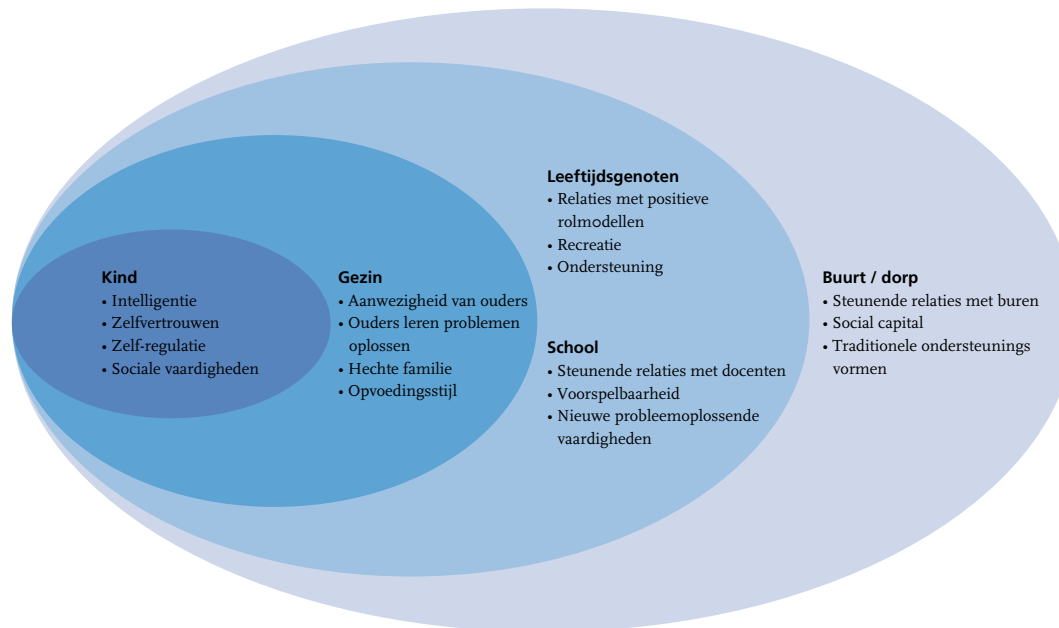 Kind
• Intelligentie
• Zelfvertrouwen
• Zelf-regulatie
• Sociale vaardigheden
Gezin
• Aanwezigheid van ouders
• Ouders leren problemen
oplossen
• Hechte familie
• Opvoedingsstijl
Leeftijdsgenoten
• Relaties met positieve
rolmodellen
• Recreatie
• Ondersteuning
School
• Steunende relaties met docenten
• Voorspelbaarheid
• Nieuwe probleemoplossende
vaardigheden
Buurt / dorp
• Steunende relaties met buren
• Social capital
• Traditionele ondersteunings
vormen